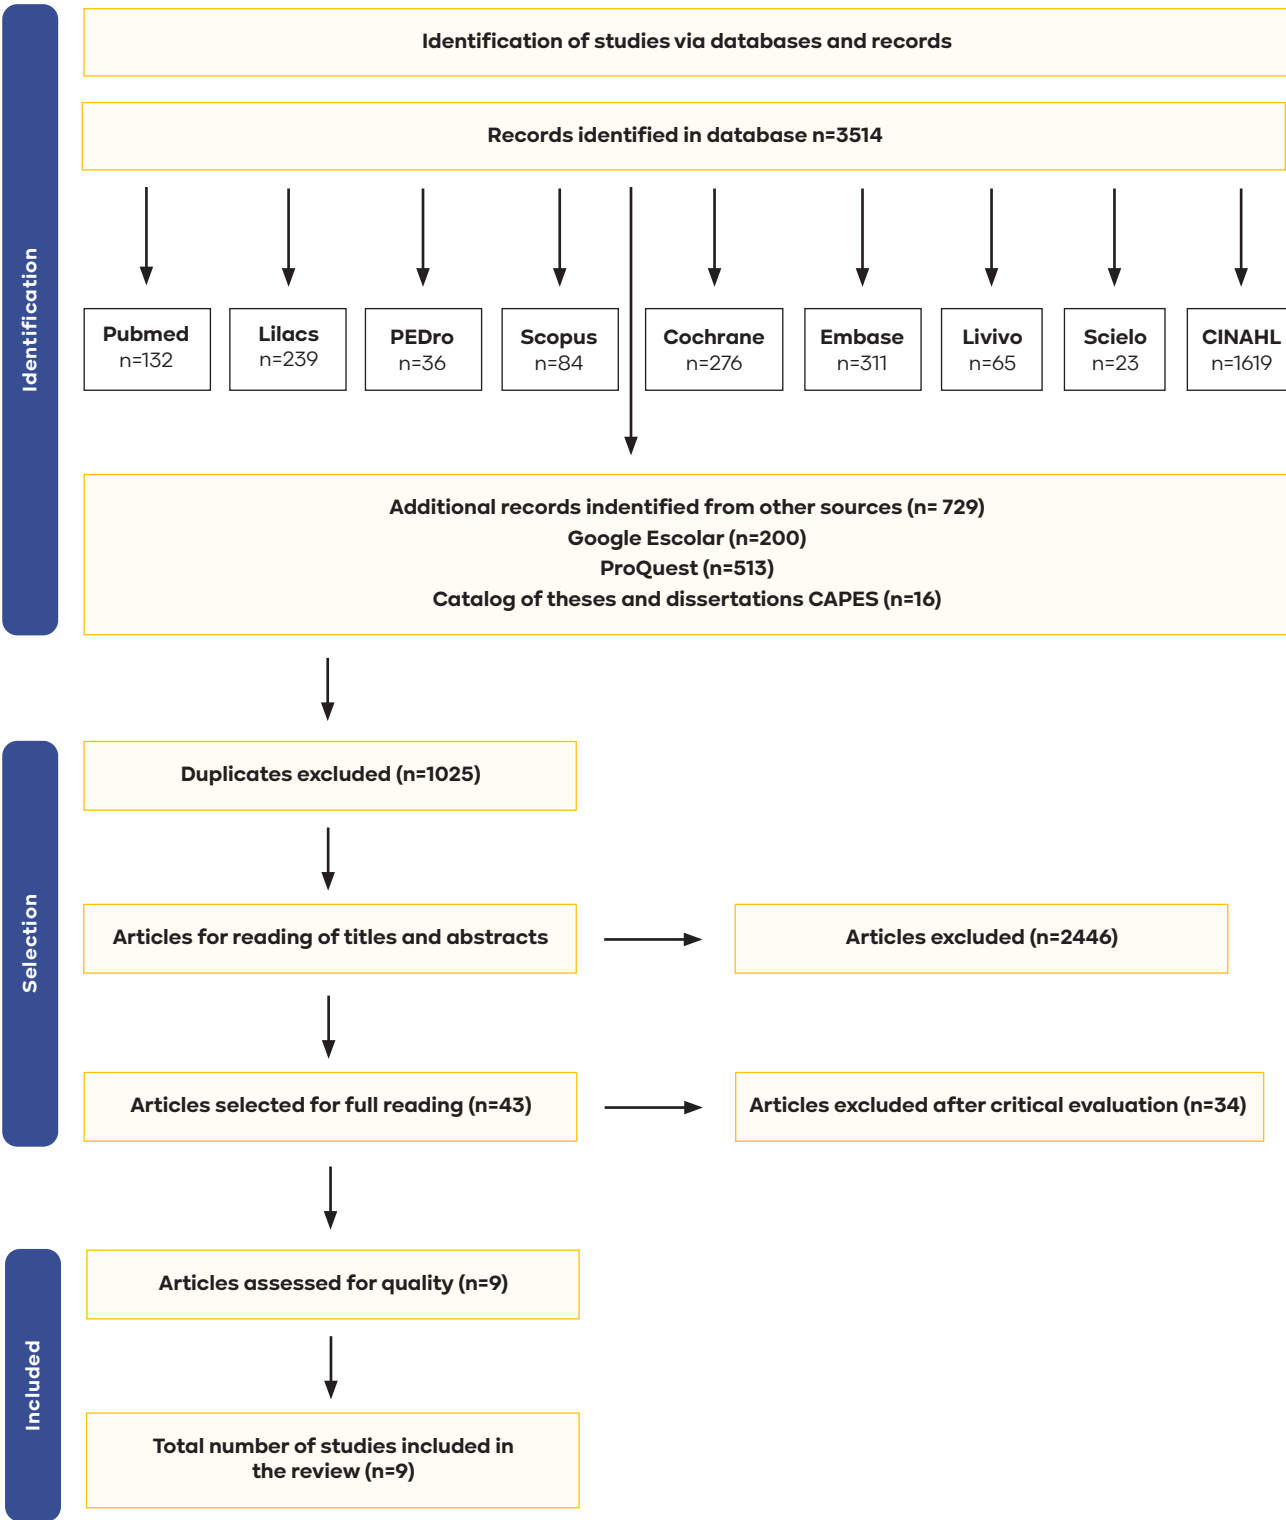 Identification of studies via databases and records
Records identified in database n=3514
Identification
Pubmed
n=132
Lilacs
n=239
PEDro
n=36
Scopus
n=84
Cochrane
n=276
Embase
n=311
Livivo
n=65
Scielo
n=23
CINAHL
n=1619
Additional records indentified from other sources (n= 729)
Google Escolar (n=200)
ProQuest (n=513)
Catalog of theses and dissertations CAPES (n=16)
Selection
Duplicates excluded (n=1025)
Articles for reading of titles and abstracts
Articles excluded (n=2446)
Articles selected for full reading (n=43)
Articles excluded after critical evaluation (n=34)
Included
Articles assessed for quality (n=9)
Total number of studies included in
the review (n=9)